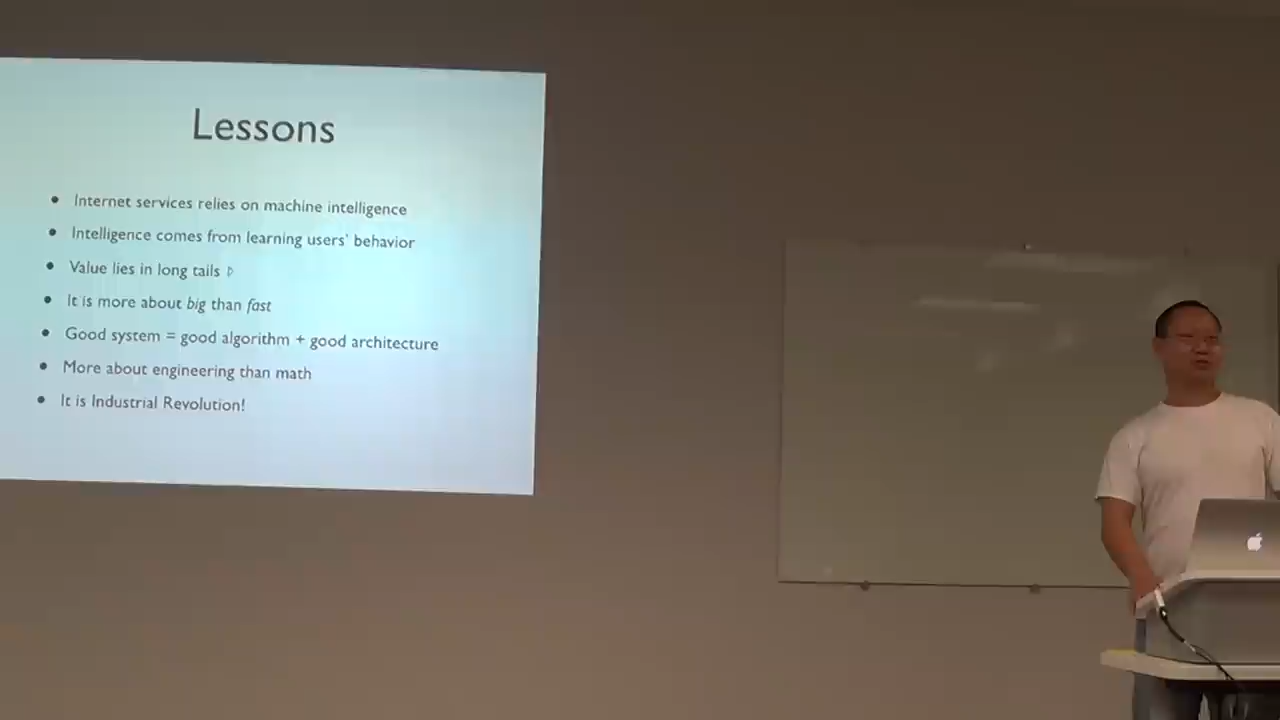 Lessons
• Internet services relies on machine intelligence
• Intelligence comes from learning users' behavior
• Value lies in long tails
• It is more about big than fast
• Good system = good algorithm + good architecture
• More about engineering than math
• It is Industrial Revolution!